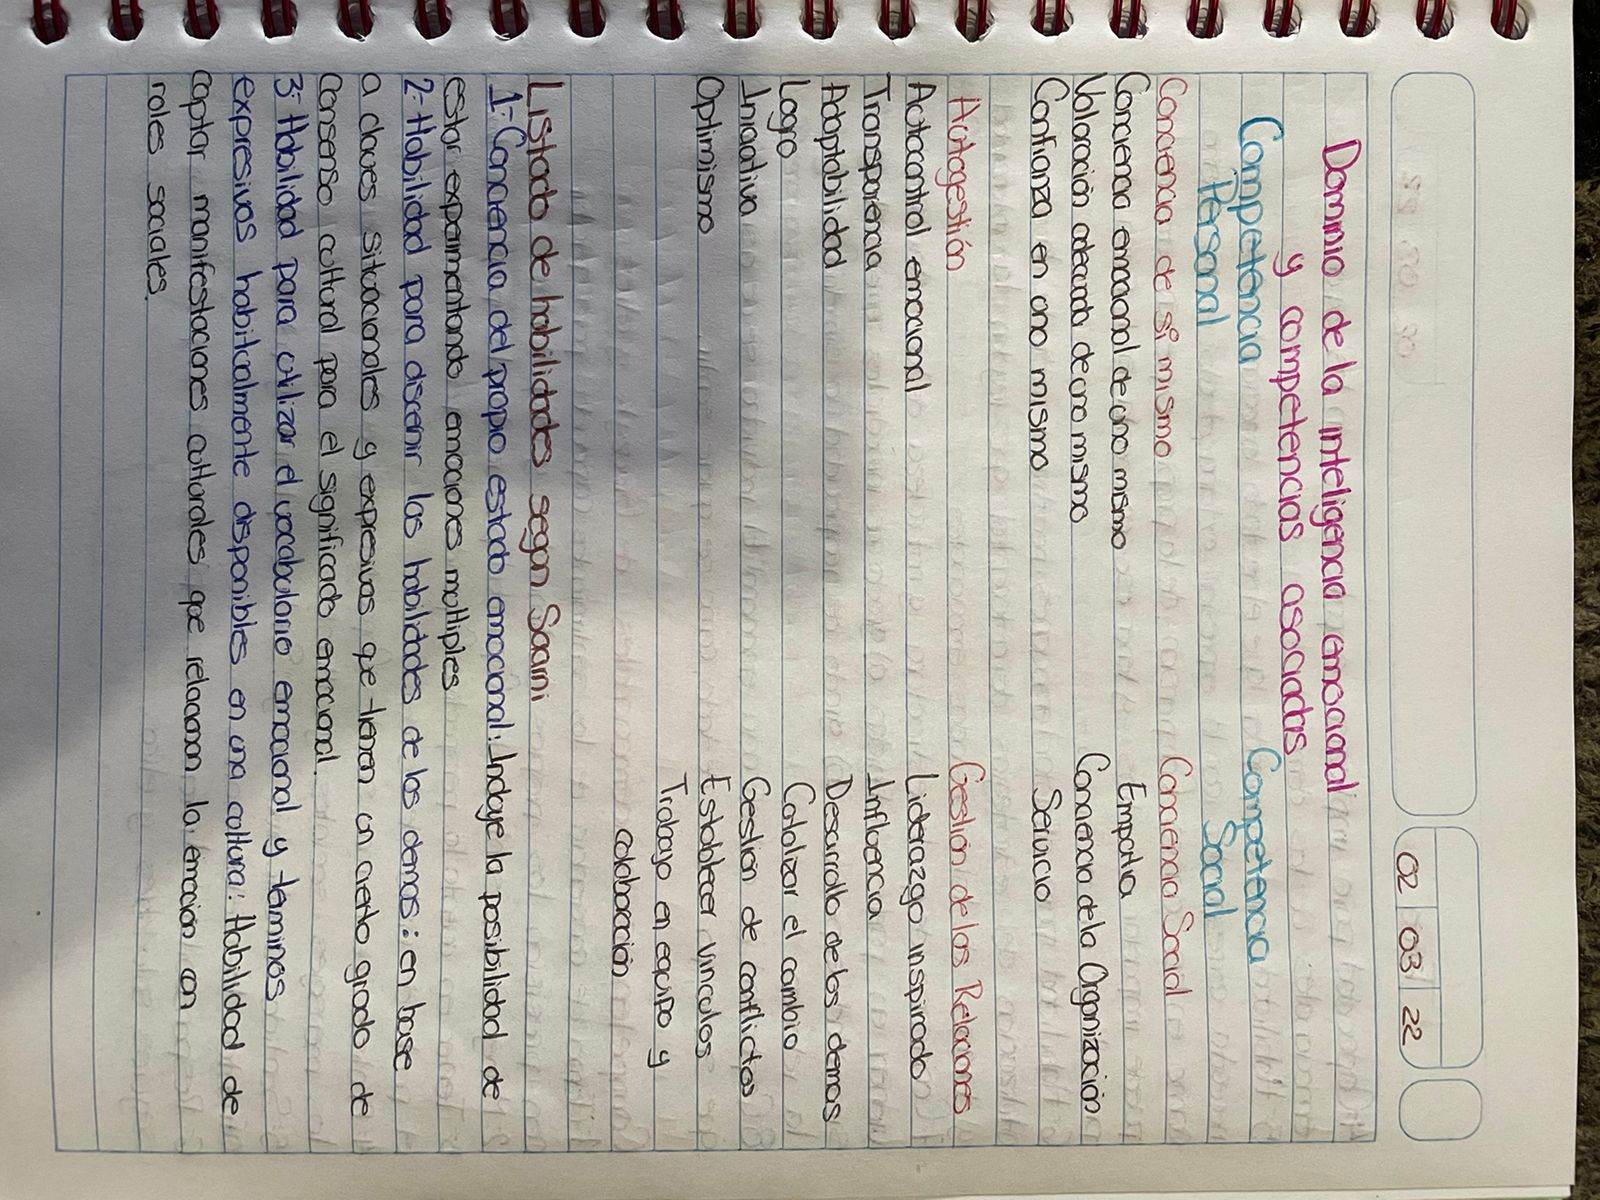 02 03 22
Dominio de la inteligencia emocional
y competencias asociadas
Competencia Personal
Competencia Social
Conciencia de sí mismo
Conciencia emocional de uno mismo
Valoración adecuada de uno mismo
Confianza en uno mismo
Conciencia Social
Empatia
Conciencia de la Organización
Servicio
Autogestión
Autocontrol emocional
Transparencia
Adaptabilidad
Logro
Iniciativa
Optimismo
Gestión de las Relaciones
Liderazgo inspirado
Influencia
Desarrollo de los demas
Catalizar el cambio
Gestión de conflictos
Establecer vinculos
Trabajo en equipo y
colaboración
Listado de habilidades segun Saarni
1.- Conciencia del propio estado emocional. Incluye la posibilidad de
estar experimentando emociones multiples
2.- Habilidad para discernir las habilidades de los demas: en base
a claves situacionales y expresivas que tienen un cierto grado de
Consenso cultural para el significado emocional.
3.- Habilidad para utilizar el vocabulario emocional y terminos
expresivos habitualmente disponibles en una cultura: Habilidad de
captar manifestaciones culturales que relacionan la emoción con
roles sociales.